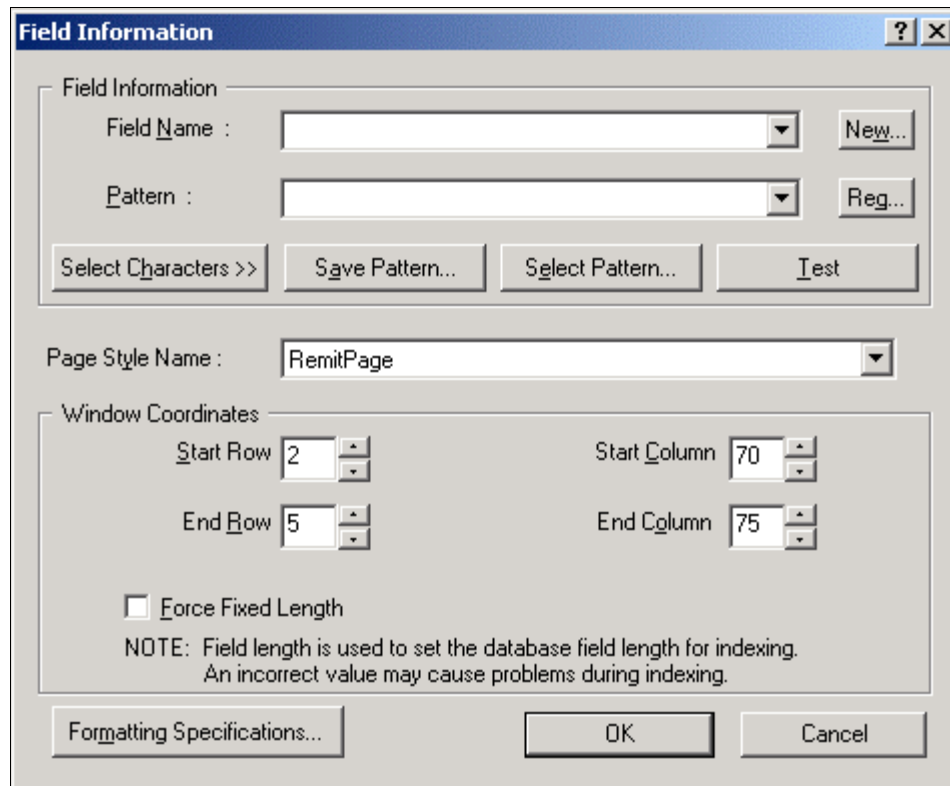 Field Information
Field Information
Field Name :
New...
Pattern :
Reg...
Select Characters >> Save Pattern... Select Pattern... Test
Page Style Name : RemitPage
Window Coordinates
Start Row 2 Start Column 70
End Row 5 End Column 75
Force Fixed Length
NOTE: Field length is used to set the database field length for indexing.
An incorrect value may cause problems during indexing.
Formatting Specifications... OK Cancel